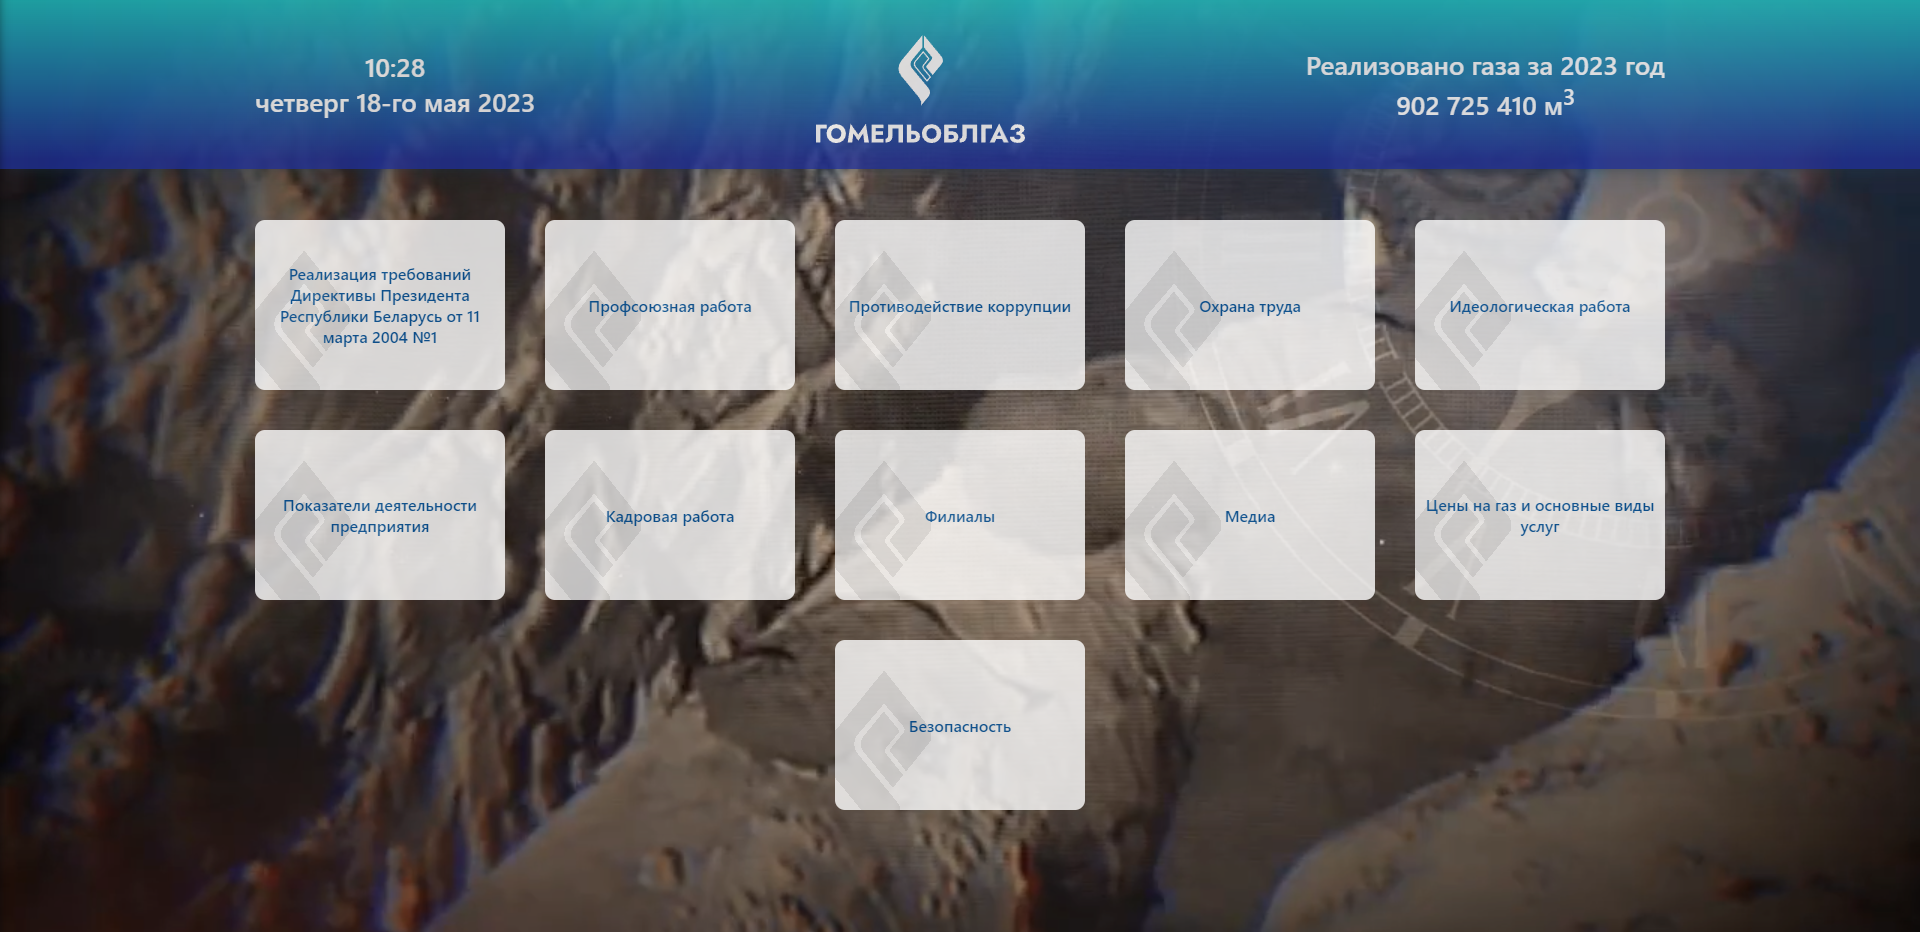 10:28
четверг 18-го мая 2023
ГОМЕЛЬОБЛГАЗ
Реализовано газа за 2023 год
902 725 410 м³
Реализация требований
Директивы Президента
Республики Беларусь от 11
марта 2004 №1
Профсоюзная работа
Противодействие коррупции
Охрана труда
Идеологическая работа
Показатели деятельности
предприятия
Кадровая работа
Филиалы
Медиа
Цены на газ и основные виды
услуг
Безопасность